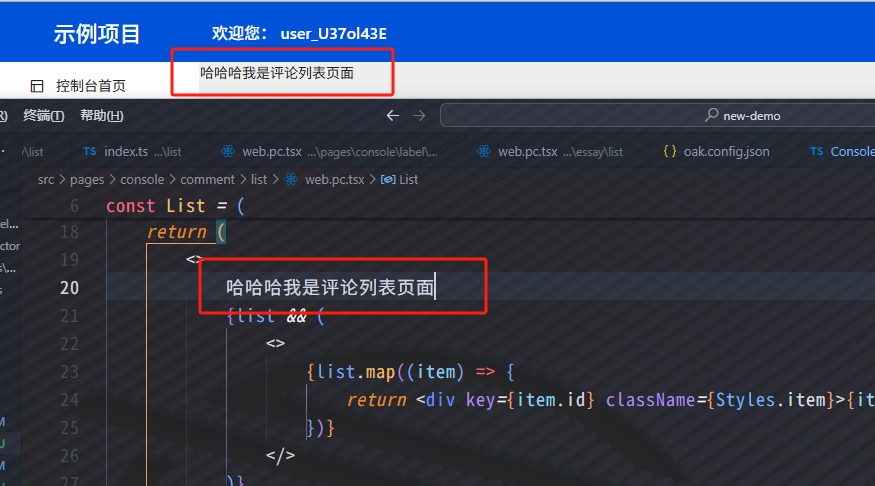 示例项目 欢迎您： user_U37ol43E
哈哈哈我是评论列表页面
控制台首页
R) 终端(T) 帮助(H) new-demo
\list TS index.ts ...\list web.pc.tsx ...\pages\console\label\... web.pc.tsx ...\essay\list { } oak.config.json TS Console
src > pages > console > comment > list > web.pc.tsx > List
6 const List = (
el...
18 return (
ctor
19 <>
s\...
20 哈哈哈我是评论列表页面
21 {list && (
22 <>
23 {list.map((item) => {
24 return <div key={item.id} className={Styles.item}>{it
M
25 })}
U
26 </>
M
27 )}